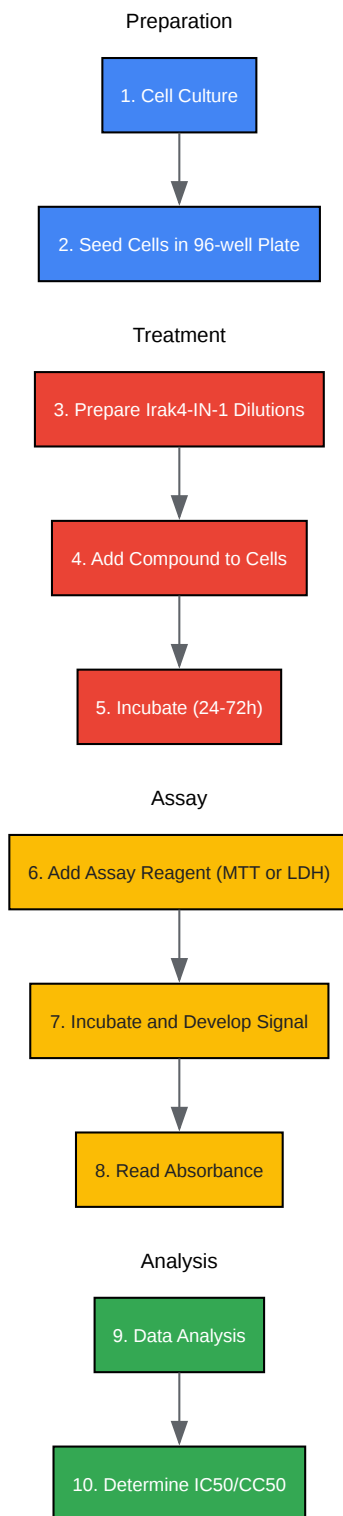 Preparation
1. Cell Culture
2. Seed Cells in 96-well Plate
Treatment
3. Prepare Irak4-IN-1 Dilutions
4. Add Compound to Cells
5. Incubate (24-72h)
Assay
6. Add Assay Reagent (MTT or LDH)
7. Incubate and Develop Signal
8. Read Absorbance
Analysis
9. Data Analysis
10. Determine IC50/CC50